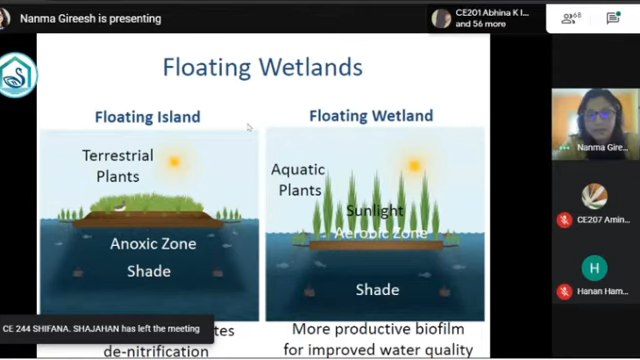 Nanma Gireesh is presenting
CE201 Abhina K I...
and 56 more
68
Floating Wetlands
Floating Island
Floating Wetland
Terrestrial
Plants
Aquatic
Plants
Sunlight
Aerobic Zone
Anoxic Zone
Shade
Shade
CE 244 SHIFANA. SHAJAHAN has left the meeting
de-nitrification
More productive biofilm
for improved water quality
Nanma Gire...
CE207 Amin...
H
Hanan Ham...